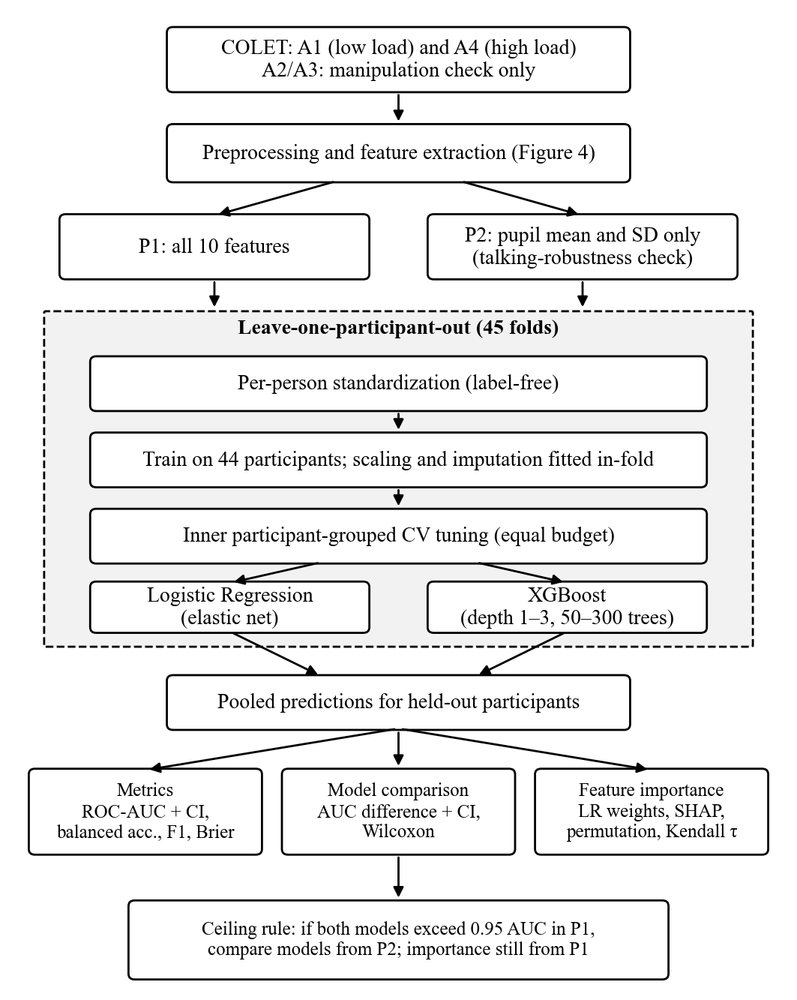 COLET: A1 (low load) and A4 (high load)
A2/A3: manipulation check only
Preprocessing and feature extraction (Figure 4)
P1: all 10 features
P2: pupil mean and SD only
(talking-robustness check)
Leave-one-participant-out (45 folds)
Per-person standardization (label-free)
Train on 44 participants; scaling and imputation fitted in-fold
Inner participant-grouped CV tuning (equal budget)
Logistic Regression
(elastic net)
XGBoost
(depth 1–3, 50–300 trees)
Pooled predictions for held-out participants
Metrics
ROC-AUC + CI,
balanced acc., F1, Brier
Model comparison
AUC difference + CI,
Wilcoxon
Feature importance
LR weights, SHAP,
permutation, Kendall τ
Ceiling rule: if both models exceed 0.95 AUC in P1,
compare models from P2; importance still from P1